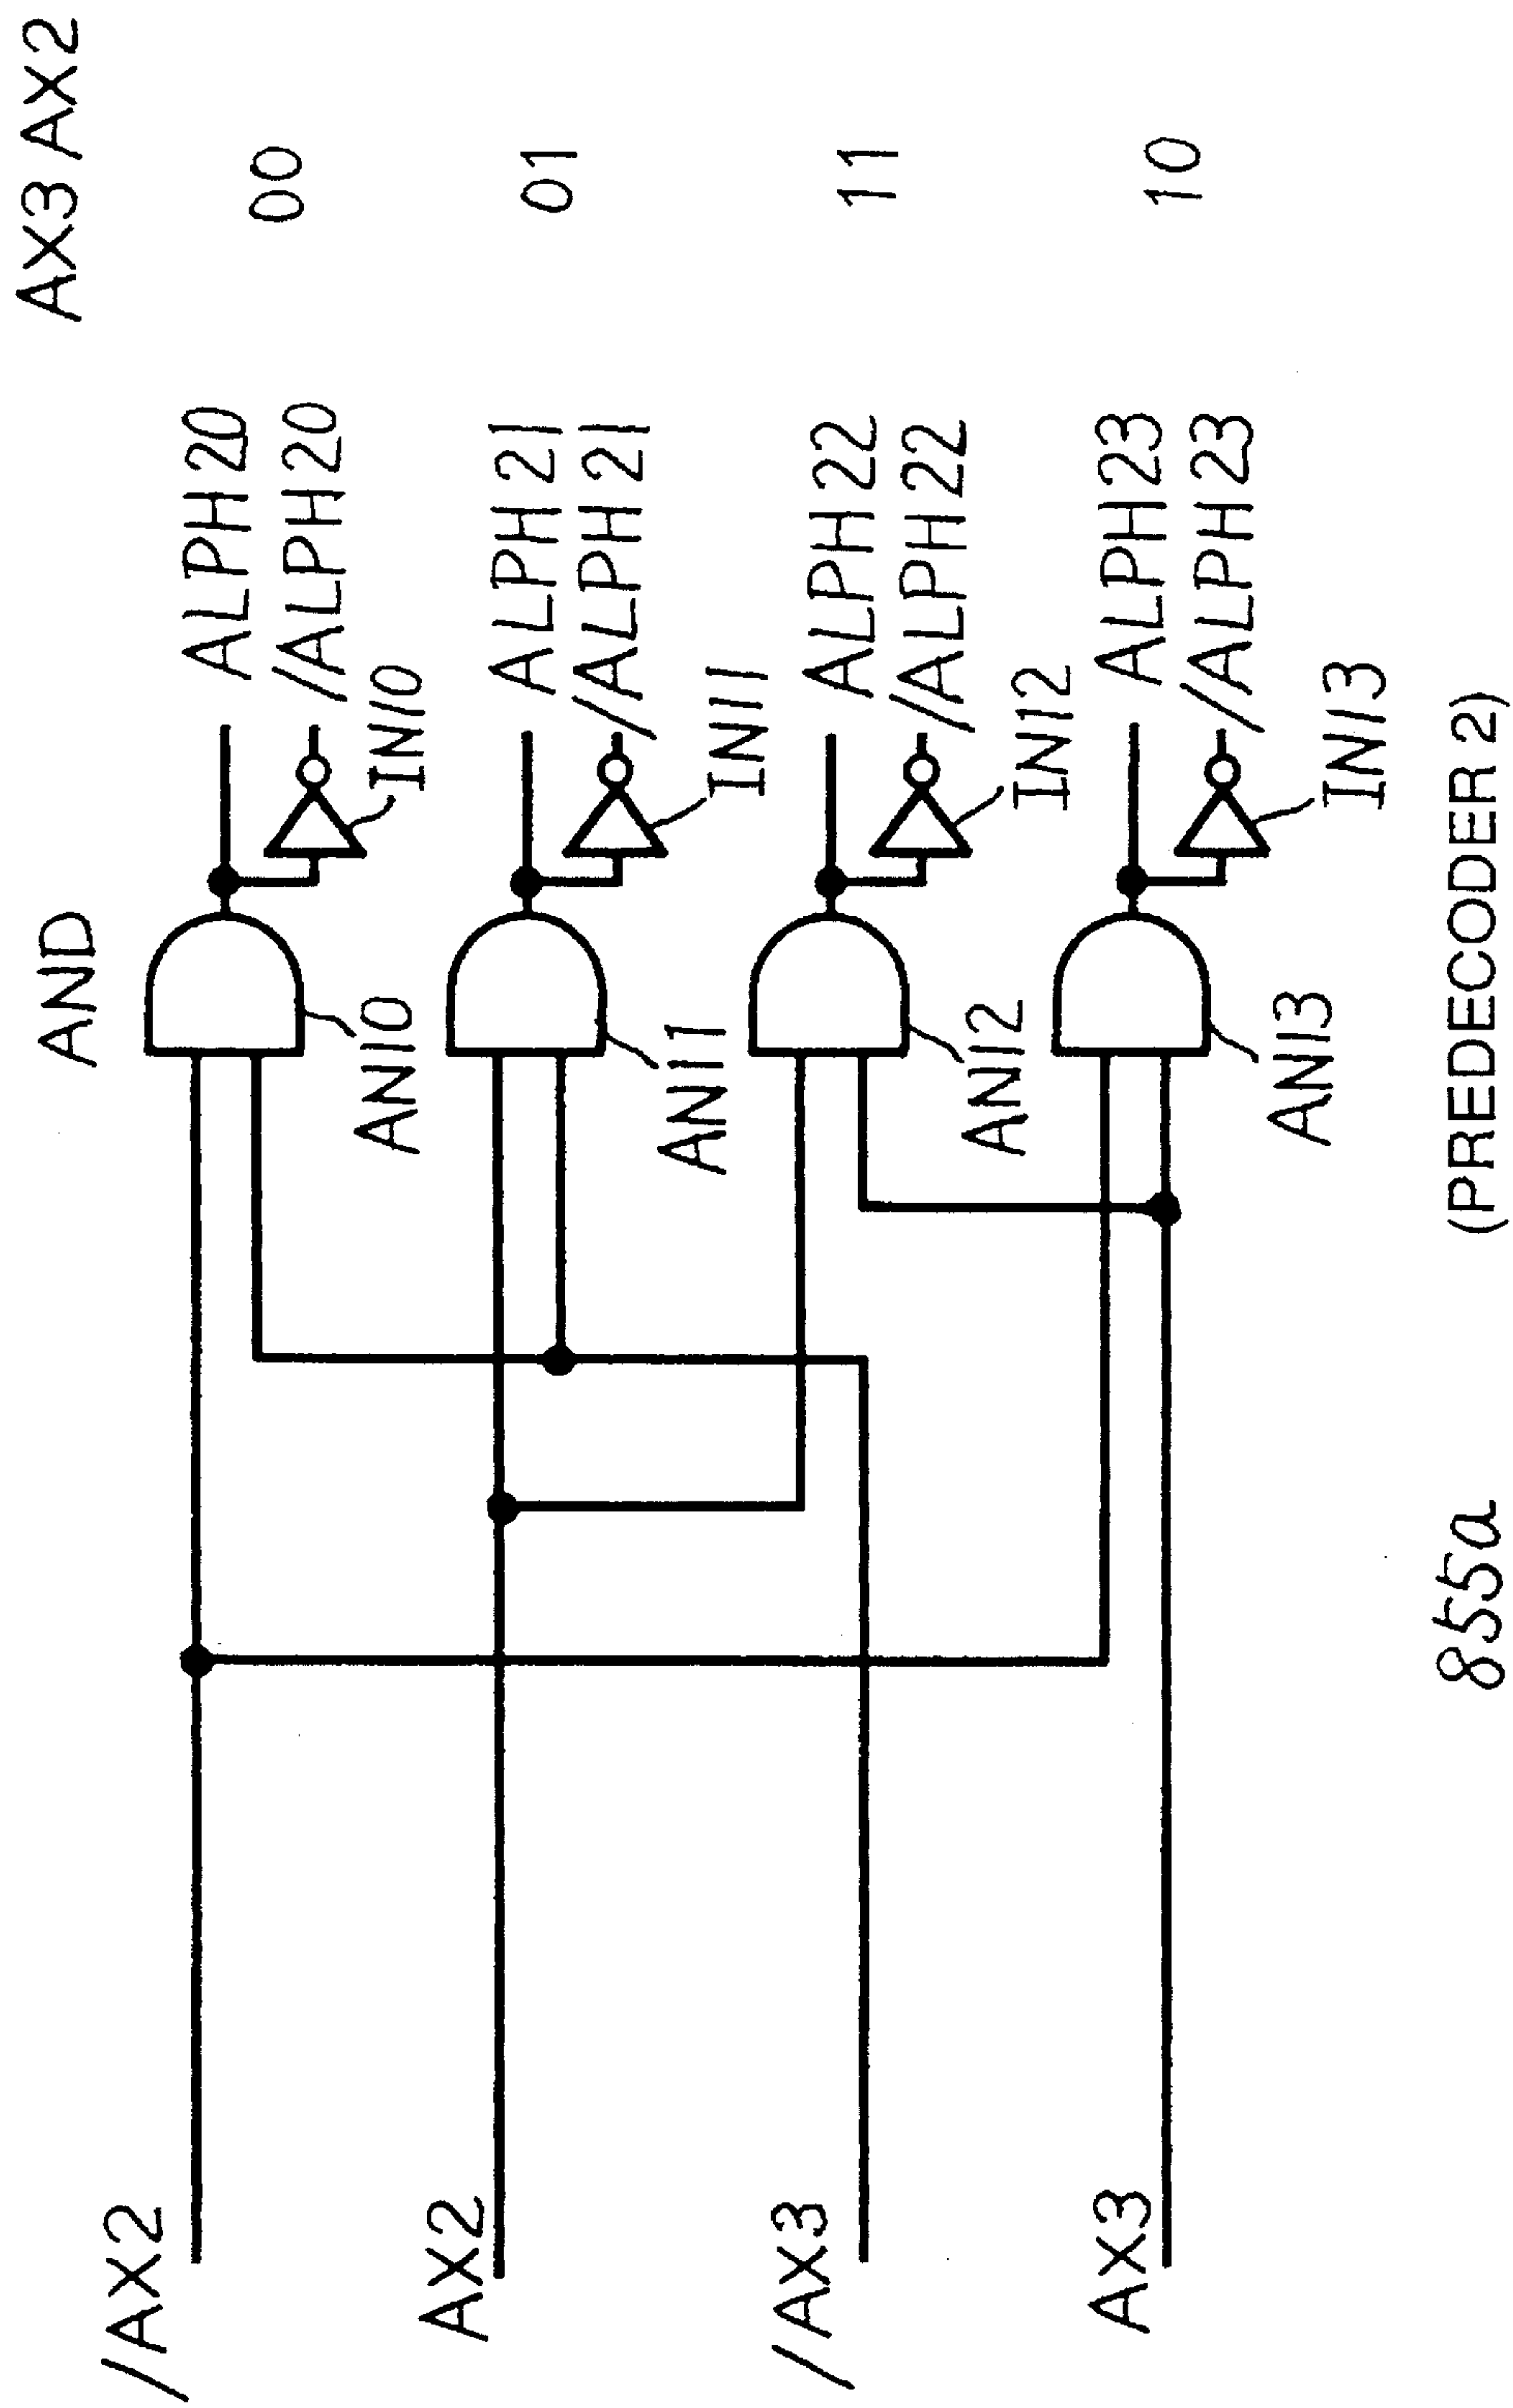 AX3 AX2
AND
/AX2
ALPH20
/ALPH20
00
AN10
IN10
AX2
ALPH21
/ALPH21
01
AN11
IN11
/AX3
ALPH22
/ALPH22
11
AN12
IN12
AX3
ALPH23
/ALPH23
10
AN13
IN13
855a
(PREDECODER 2)